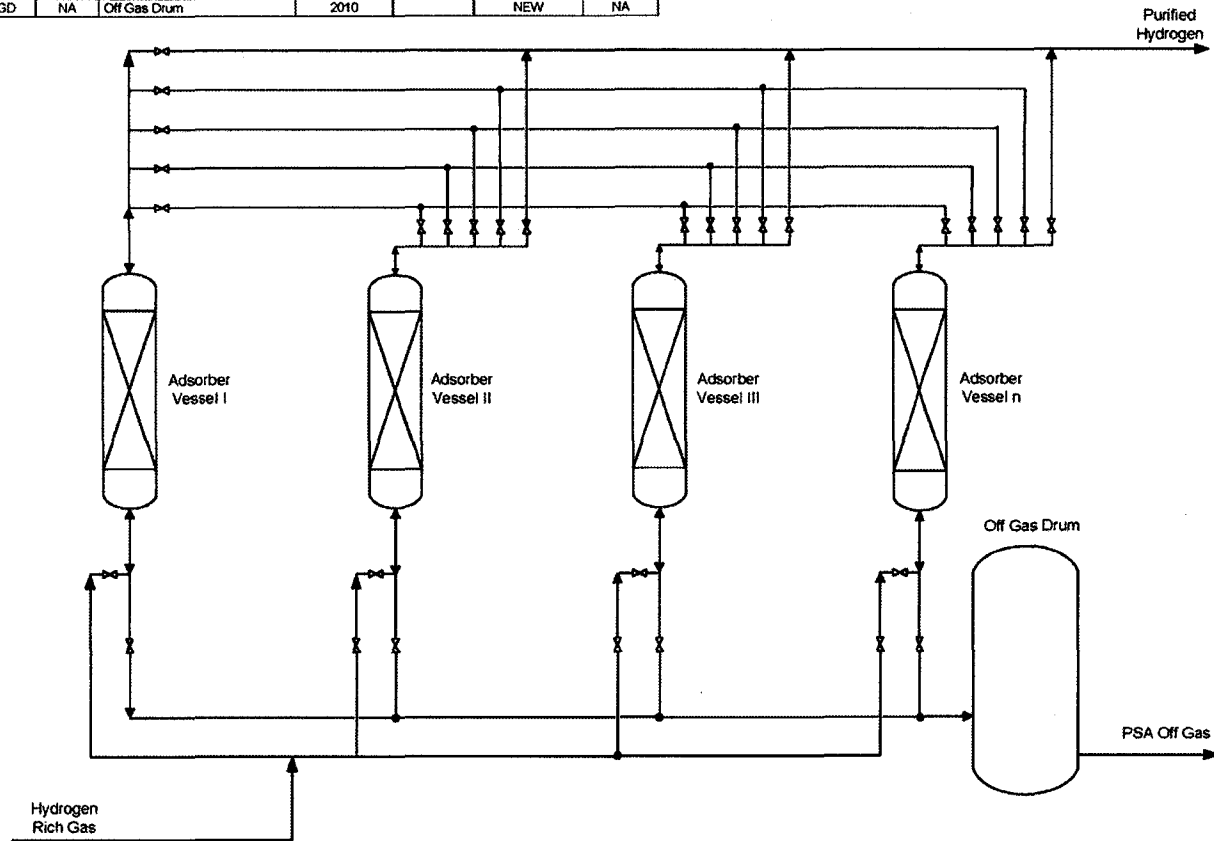 GD NA Off Gas Drum 2010 NEW NA
Purified
Hydrogen
Adsorber
Vessel I
Adsorber
Vessel II
Adsorber
Vessel III
Adsorber
Vessel n
Off Gas Drum
PSA Off Gas
Hydrogen
Rich Gas